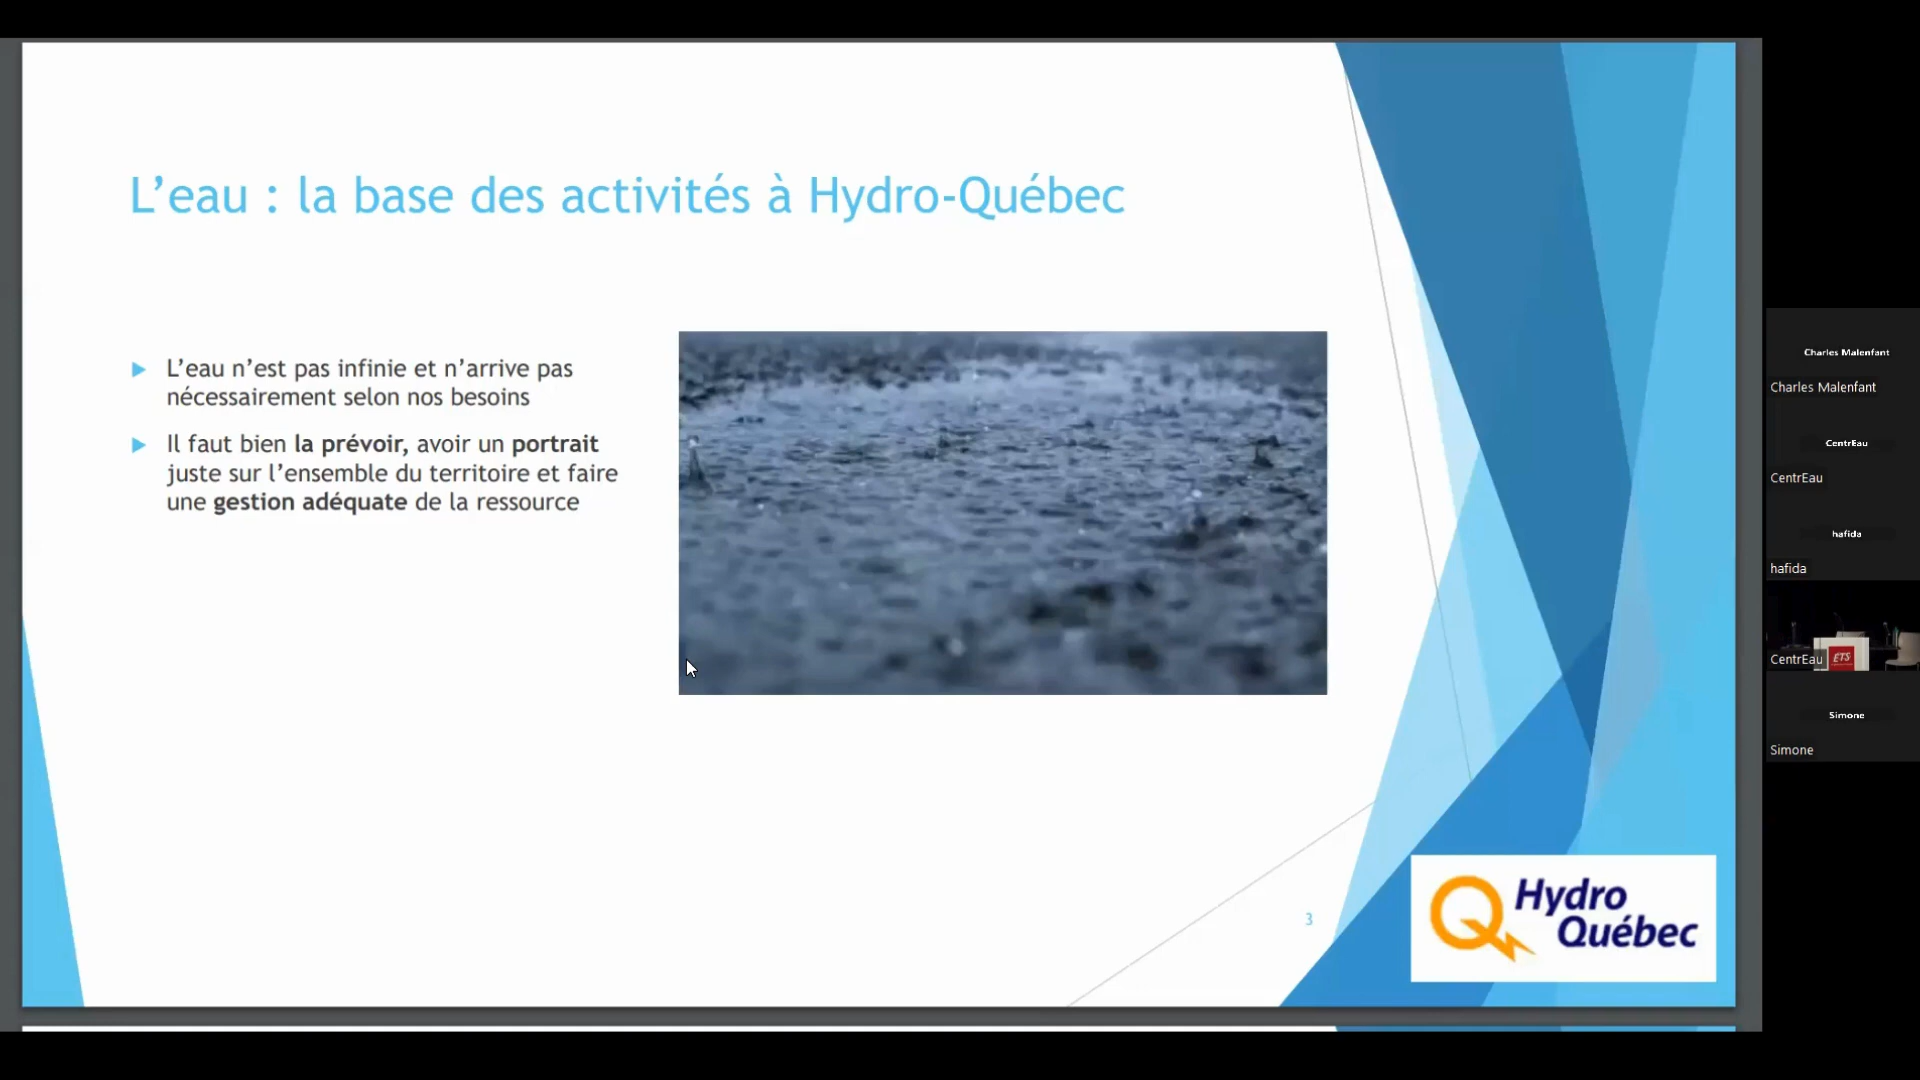 L’eau : la base des activités à Hydro-Québec
L’eau n’est pas infinie et n’arrive pas
nécessairement selon nos besoins
Il faut bien la prévoir, avoir un portrait
juste sur l’ensemble du territoire et faire
une gestion adéquate de la ressource
3
Hydro
Québec
Charles Malenfant
Charles Malenfant
CentrEau
CentrEau
hafida
hafida
CentrEau
ETS
Simone
Simone